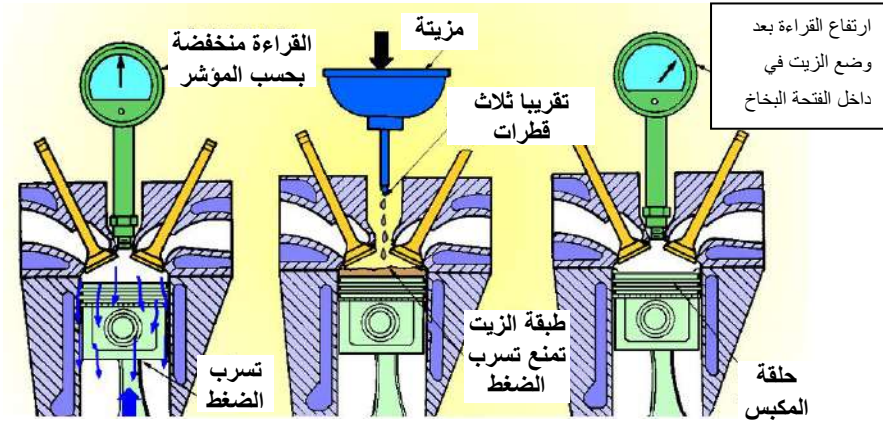 القراءة منخفضة
بحسب المؤشر
مزيتة
تقريبا ثلاث
قطرات
ارتفاع القراءة بعد
وضع الزيت في
داخل الفتحة البخاخ
تسرب
الضغط
طبقة الزيت
تمنع تسرب
الضغط
حلقة
المكبس